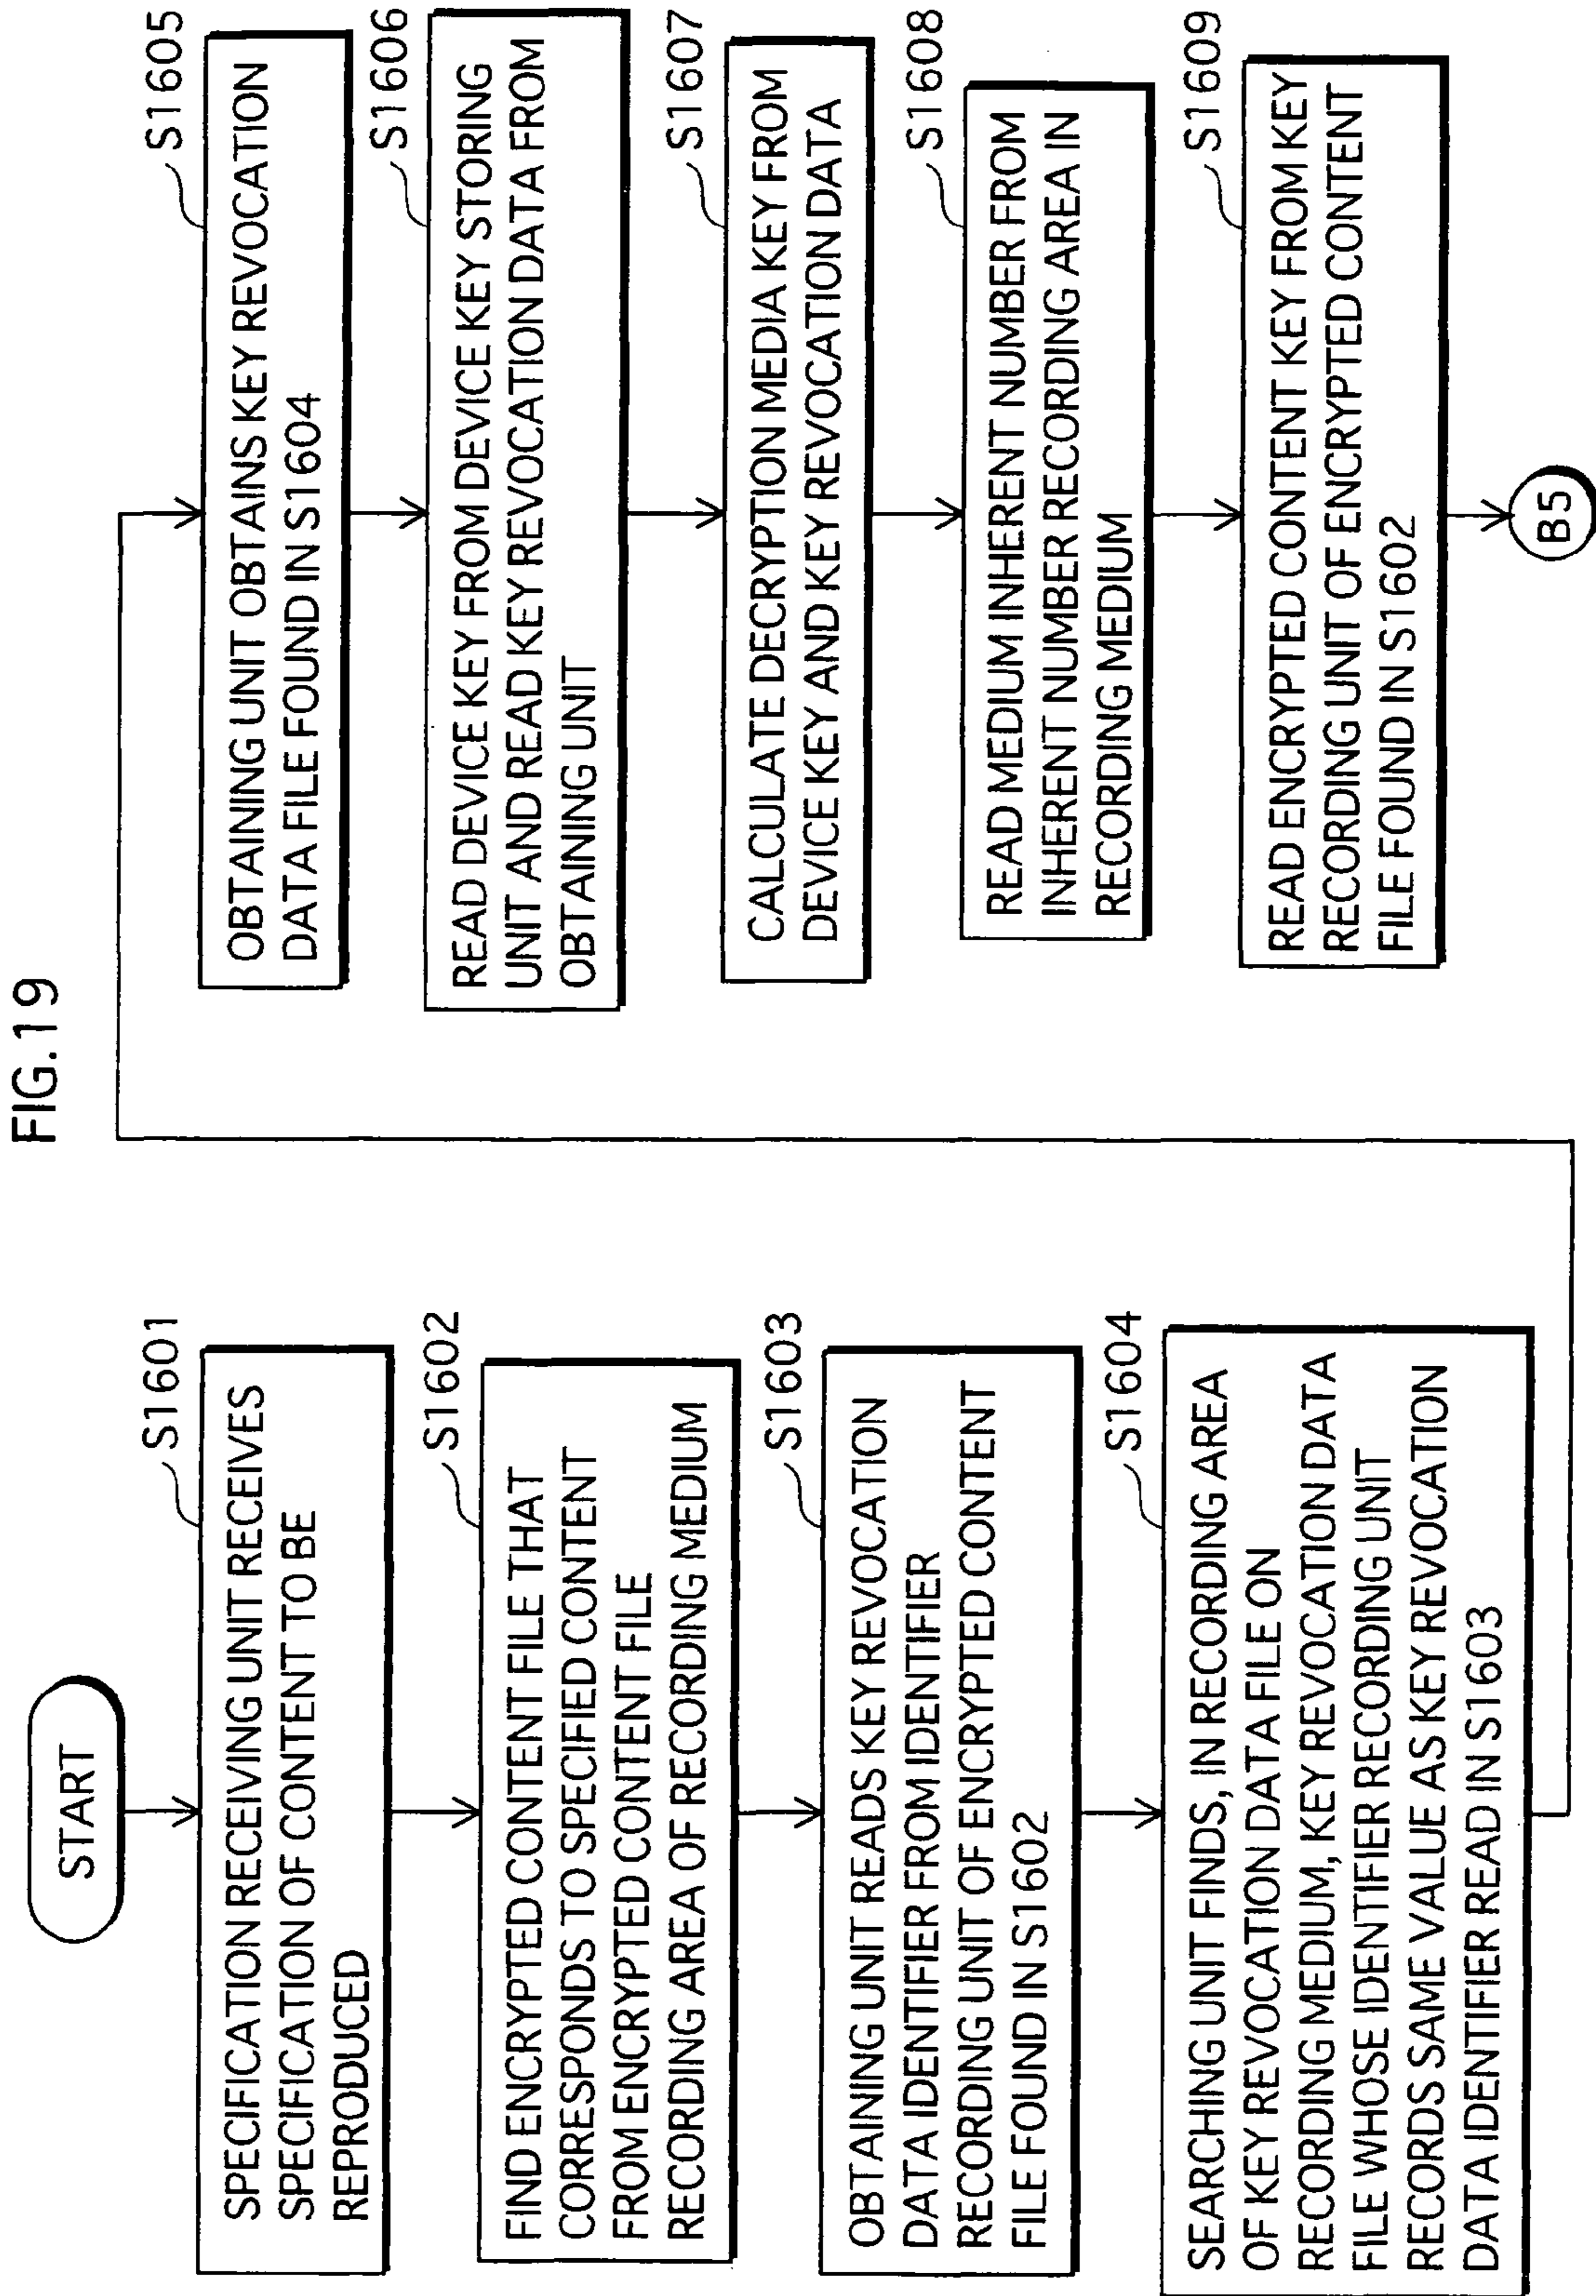 FIG.19
START
S1601
SPECIFICATION RECEIVING UNIT RECEIVES
SPECIFICATION OF CONTENT TO BE
REPRODUCED
S1602
FIND ENCRYPTED CONTENT FILE THAT
CORRESPONDS TO SPECIFIED CONTENT
FROM ENCRYPTED CONTENT FILE
RECORDING AREA OF RECORDING MEDIUM
S1603
OBTAINING UNIT READS KEY REVOCATION
DATA IDENTIFIER FROM IDENTIFIER
RECORDING UNIT OF ENCRYPTED CONTENT
FILE FOUND IN S1602
S1604
SEARCHING UNIT FINDS, IN RECORDING AREA
OF KEY REVOCATION DATA FILE ON
RECORDING MEDIUM, KEY REVOCATION DATA
FILE WHOSE IDENTIFIER RECORDING UNIT
RECORDS SAME VALUE AS KEY REVOCATION
DATA IDENTIFIER READ IN S1603
S1605
OBTAINING UNIT OBTAINS KEY REVOCATION
DATA FILE FOUND IN S1604
S1606
READ DEVICE KEY FROM DEVICE KEY STORING
UNIT AND READ KEY REVOCATION DATA FROM
OBTAINING UNIT
S1607
CALCULATE DECRYPTION MEDIA KEY FROM
DEVICE KEY AND KEY REVOCATION DATA
S1608
READ MEDIUM INHERENT NUMBER FROM
INHERENT NUMBER RECORDING AREA IN
RECORDING MEDIUM
S1609
READ ENCRYPTED CONTENT KEY FROM KEY
RECORDING UNIT OF ENCRYPTED CONTENT
FILE FOUND IN S1602
B5